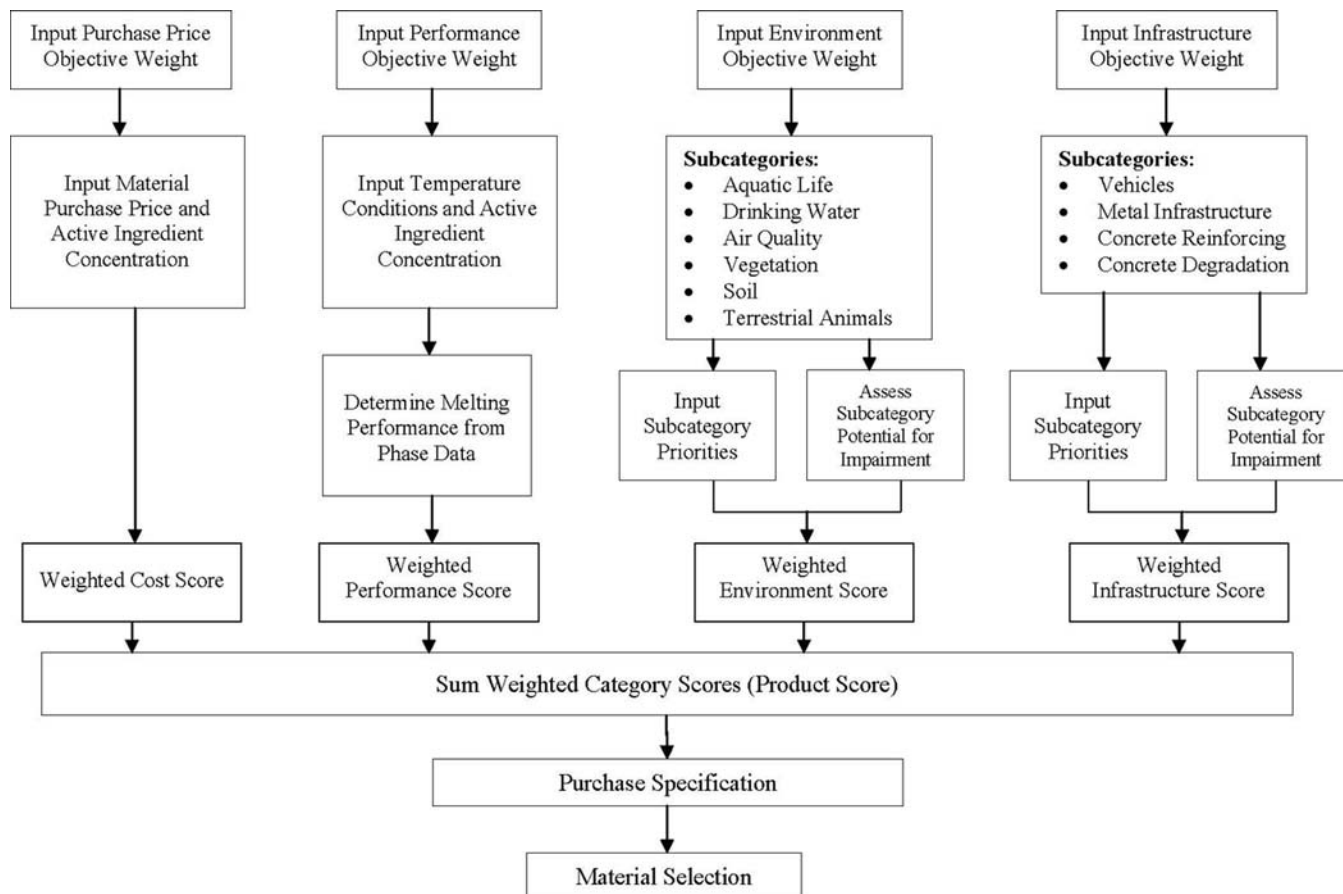 Input Purchase Price
Objective Weight
Input Performance
Objective Weight
Input Environment
Objective Weight
Input Infrastructure
Objective Weight
Input Material
Purchase Price and
Active Ingredient
Concentration
Input Temperature
Conditions and Active
Ingredient
Concentration
Subcategories:
• Aquatic Life
• Drinking Water
• Air Quality
• Vegetation
• Soil
• Terrestrial Animals
Subcategories:
• Vehicles
• Metal Infrastructure
• Concrete Reinforcing
• Concrete Degradation
Determine Melting
Performance from
Phase Data
Input
Subcategory
Priorities
Assess
Subcategory
Potential for
Impairment
Input
Subcategory
Priorities
Assess
Subcategory
Potential for
Impairment
Weighted Cost Score
Weighted
Performance Score
Weighted
Environment Score
Weighted
Infrastructure Score
Sum Weighted Category Scores (Product Score)
Purchase Specification
Material Selection